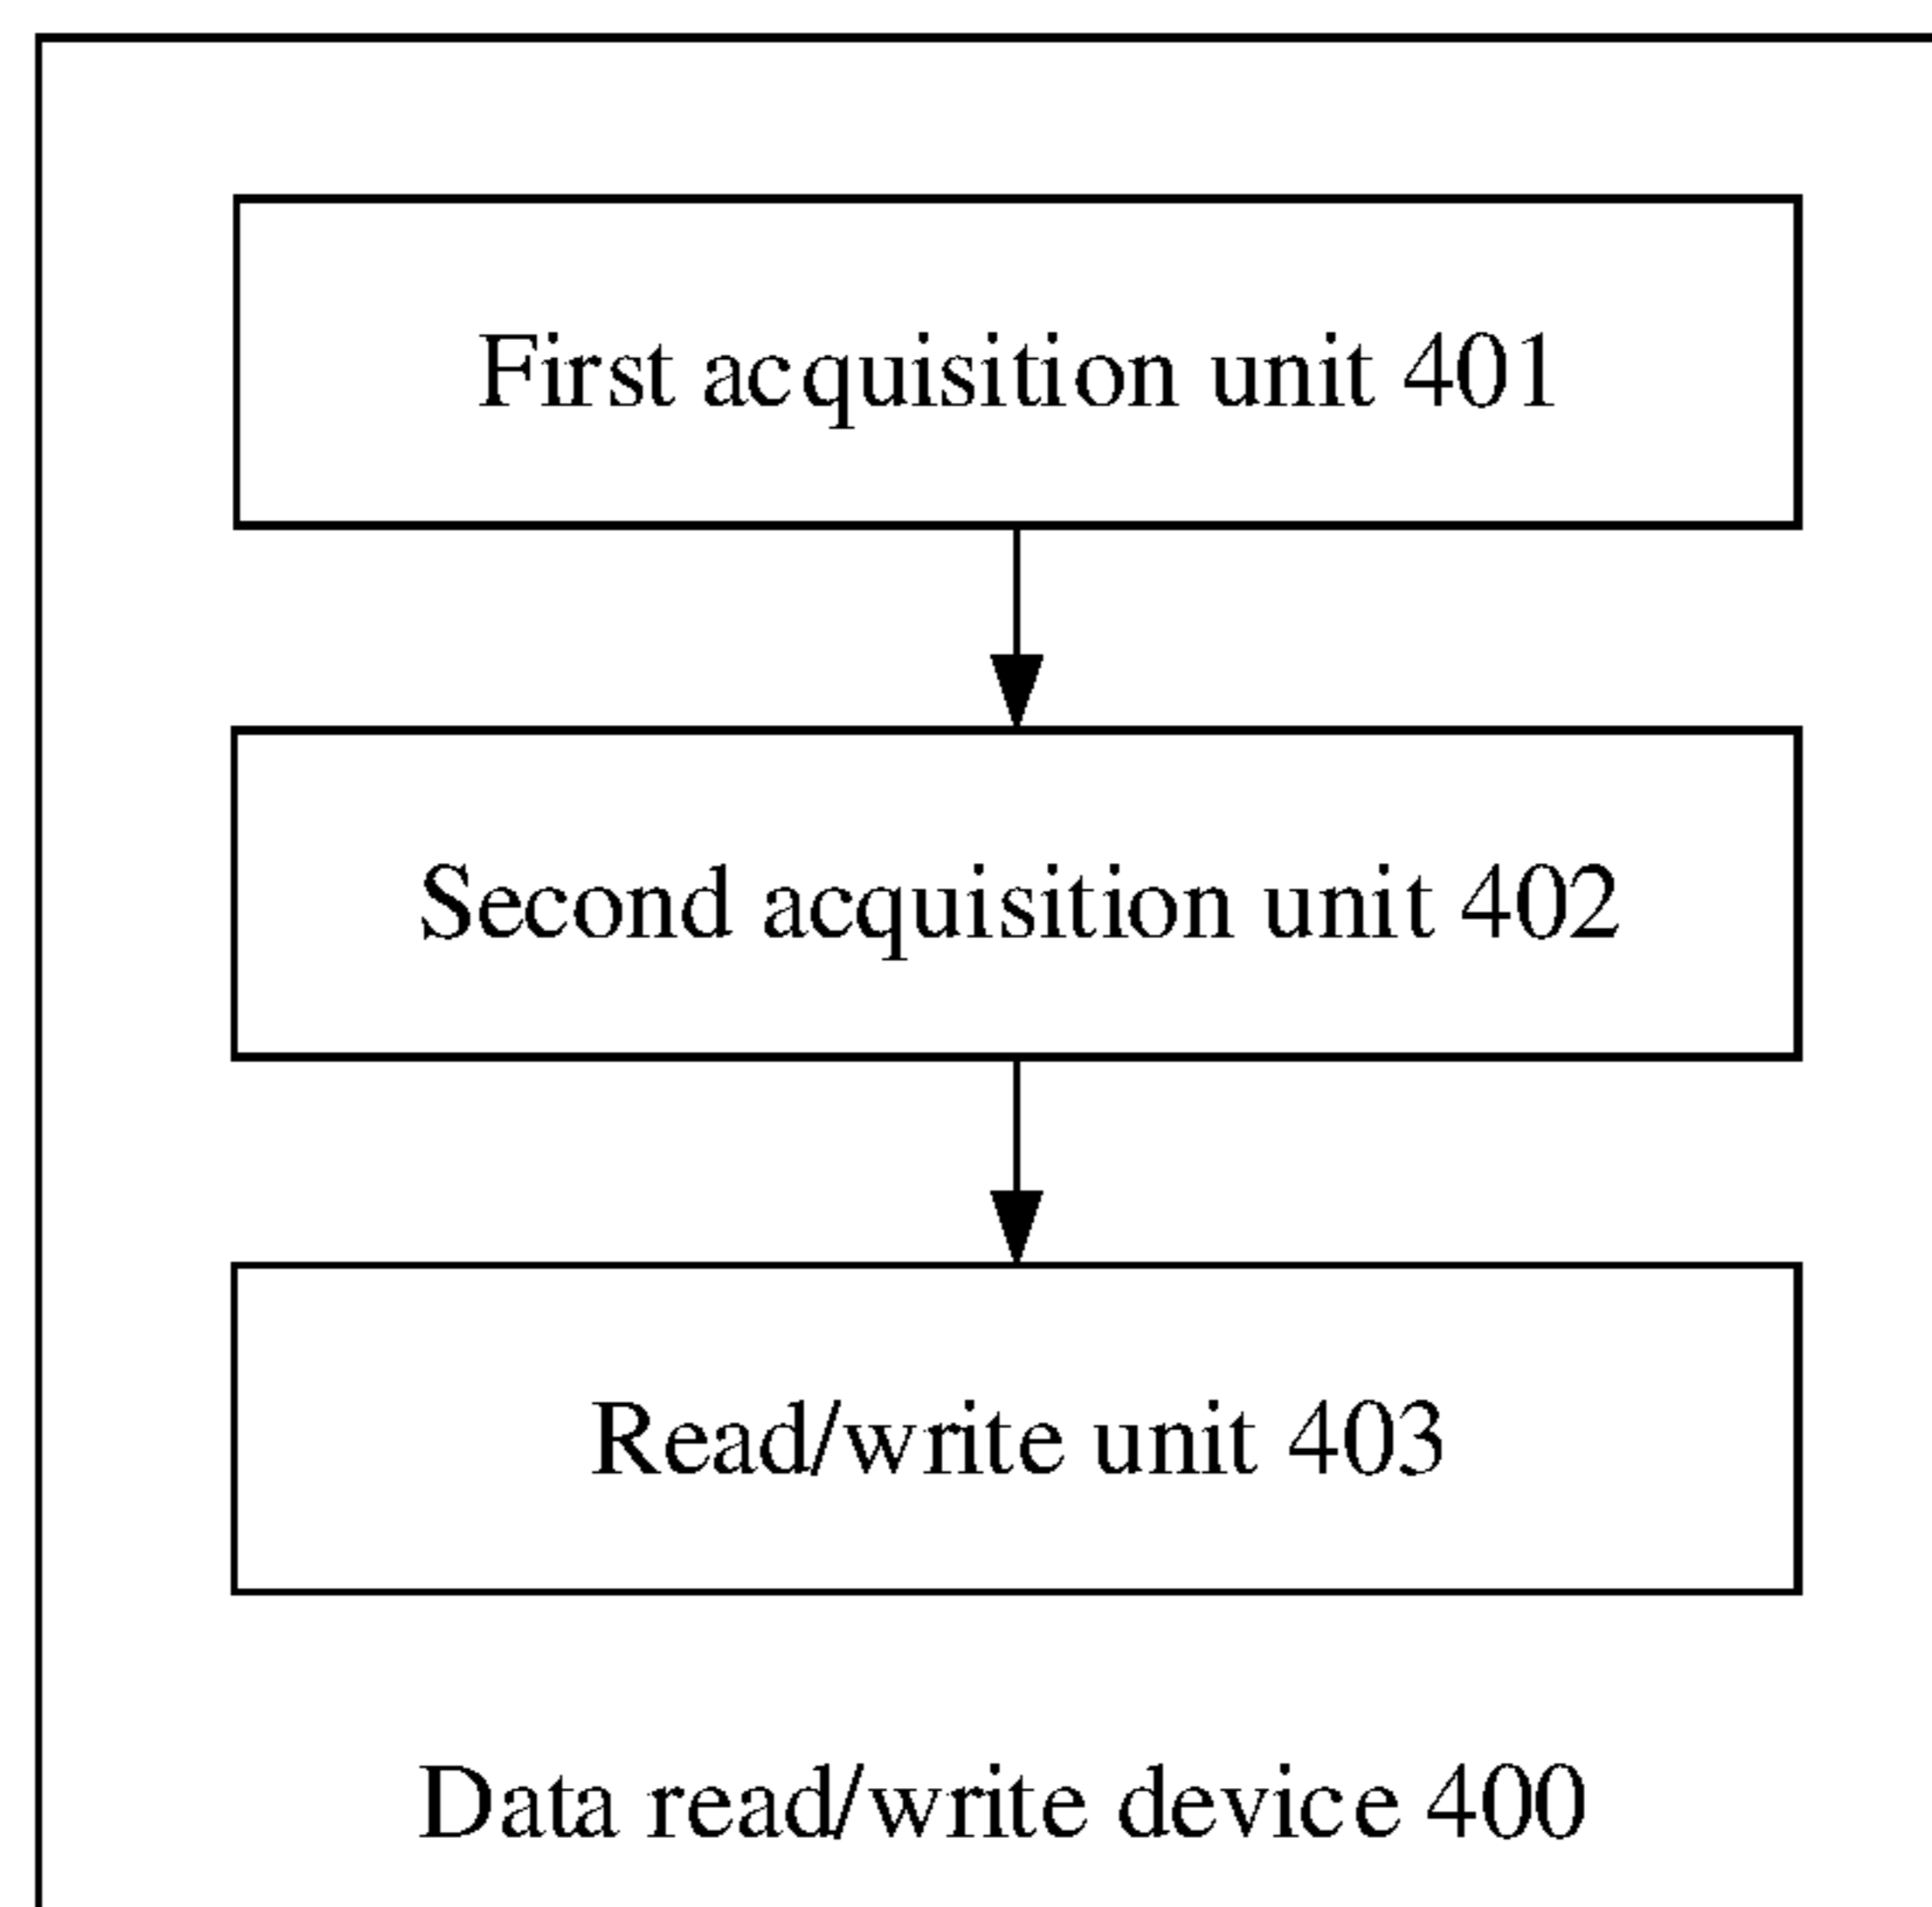 First acquisition unit 401
Second acquisition unit 402
Read/write unit 403
Data read/write device 400